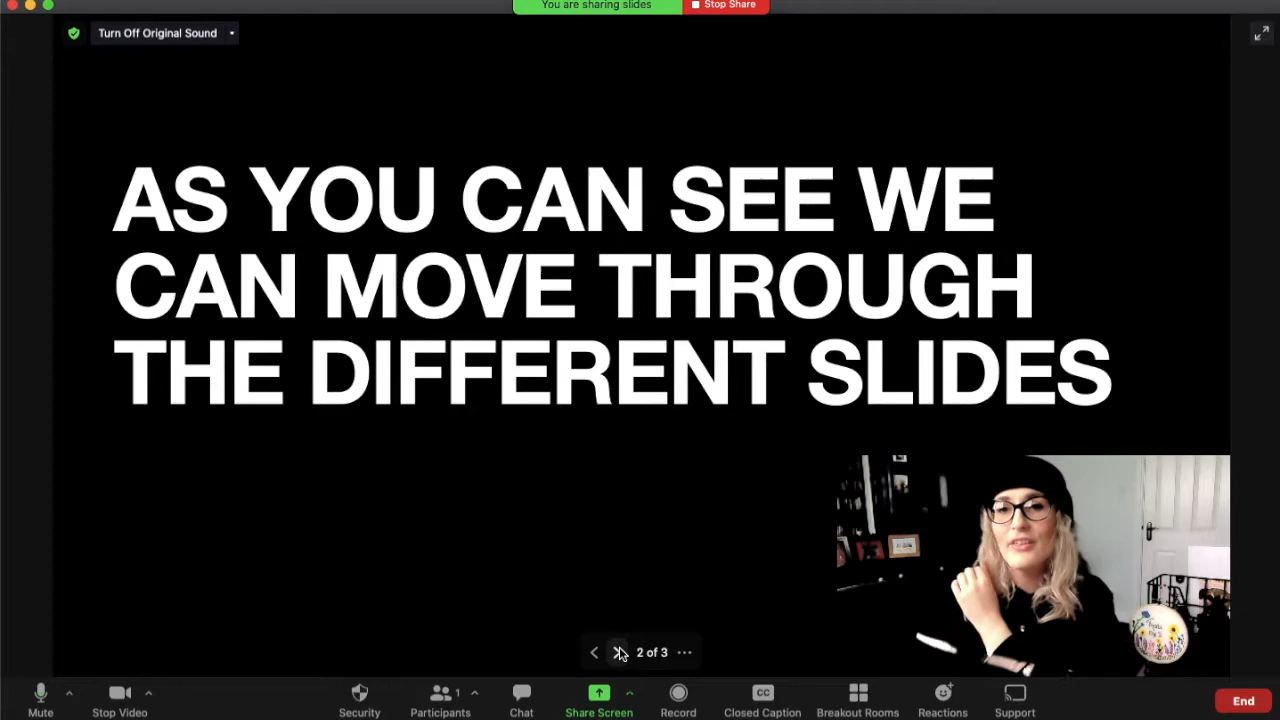 You are sharing slides
Stop Share
Turn Off Original Sound
AS YOU CAN SEE WE
CAN MOVE THROUGH
THE DIFFERENT SLIDES
2 of 3
Mute
Stop Video
Security
1
Participants
Chat
Share Screen
Record
CC
Closed Caption
Breakout Rooms
Reactions
Support
End